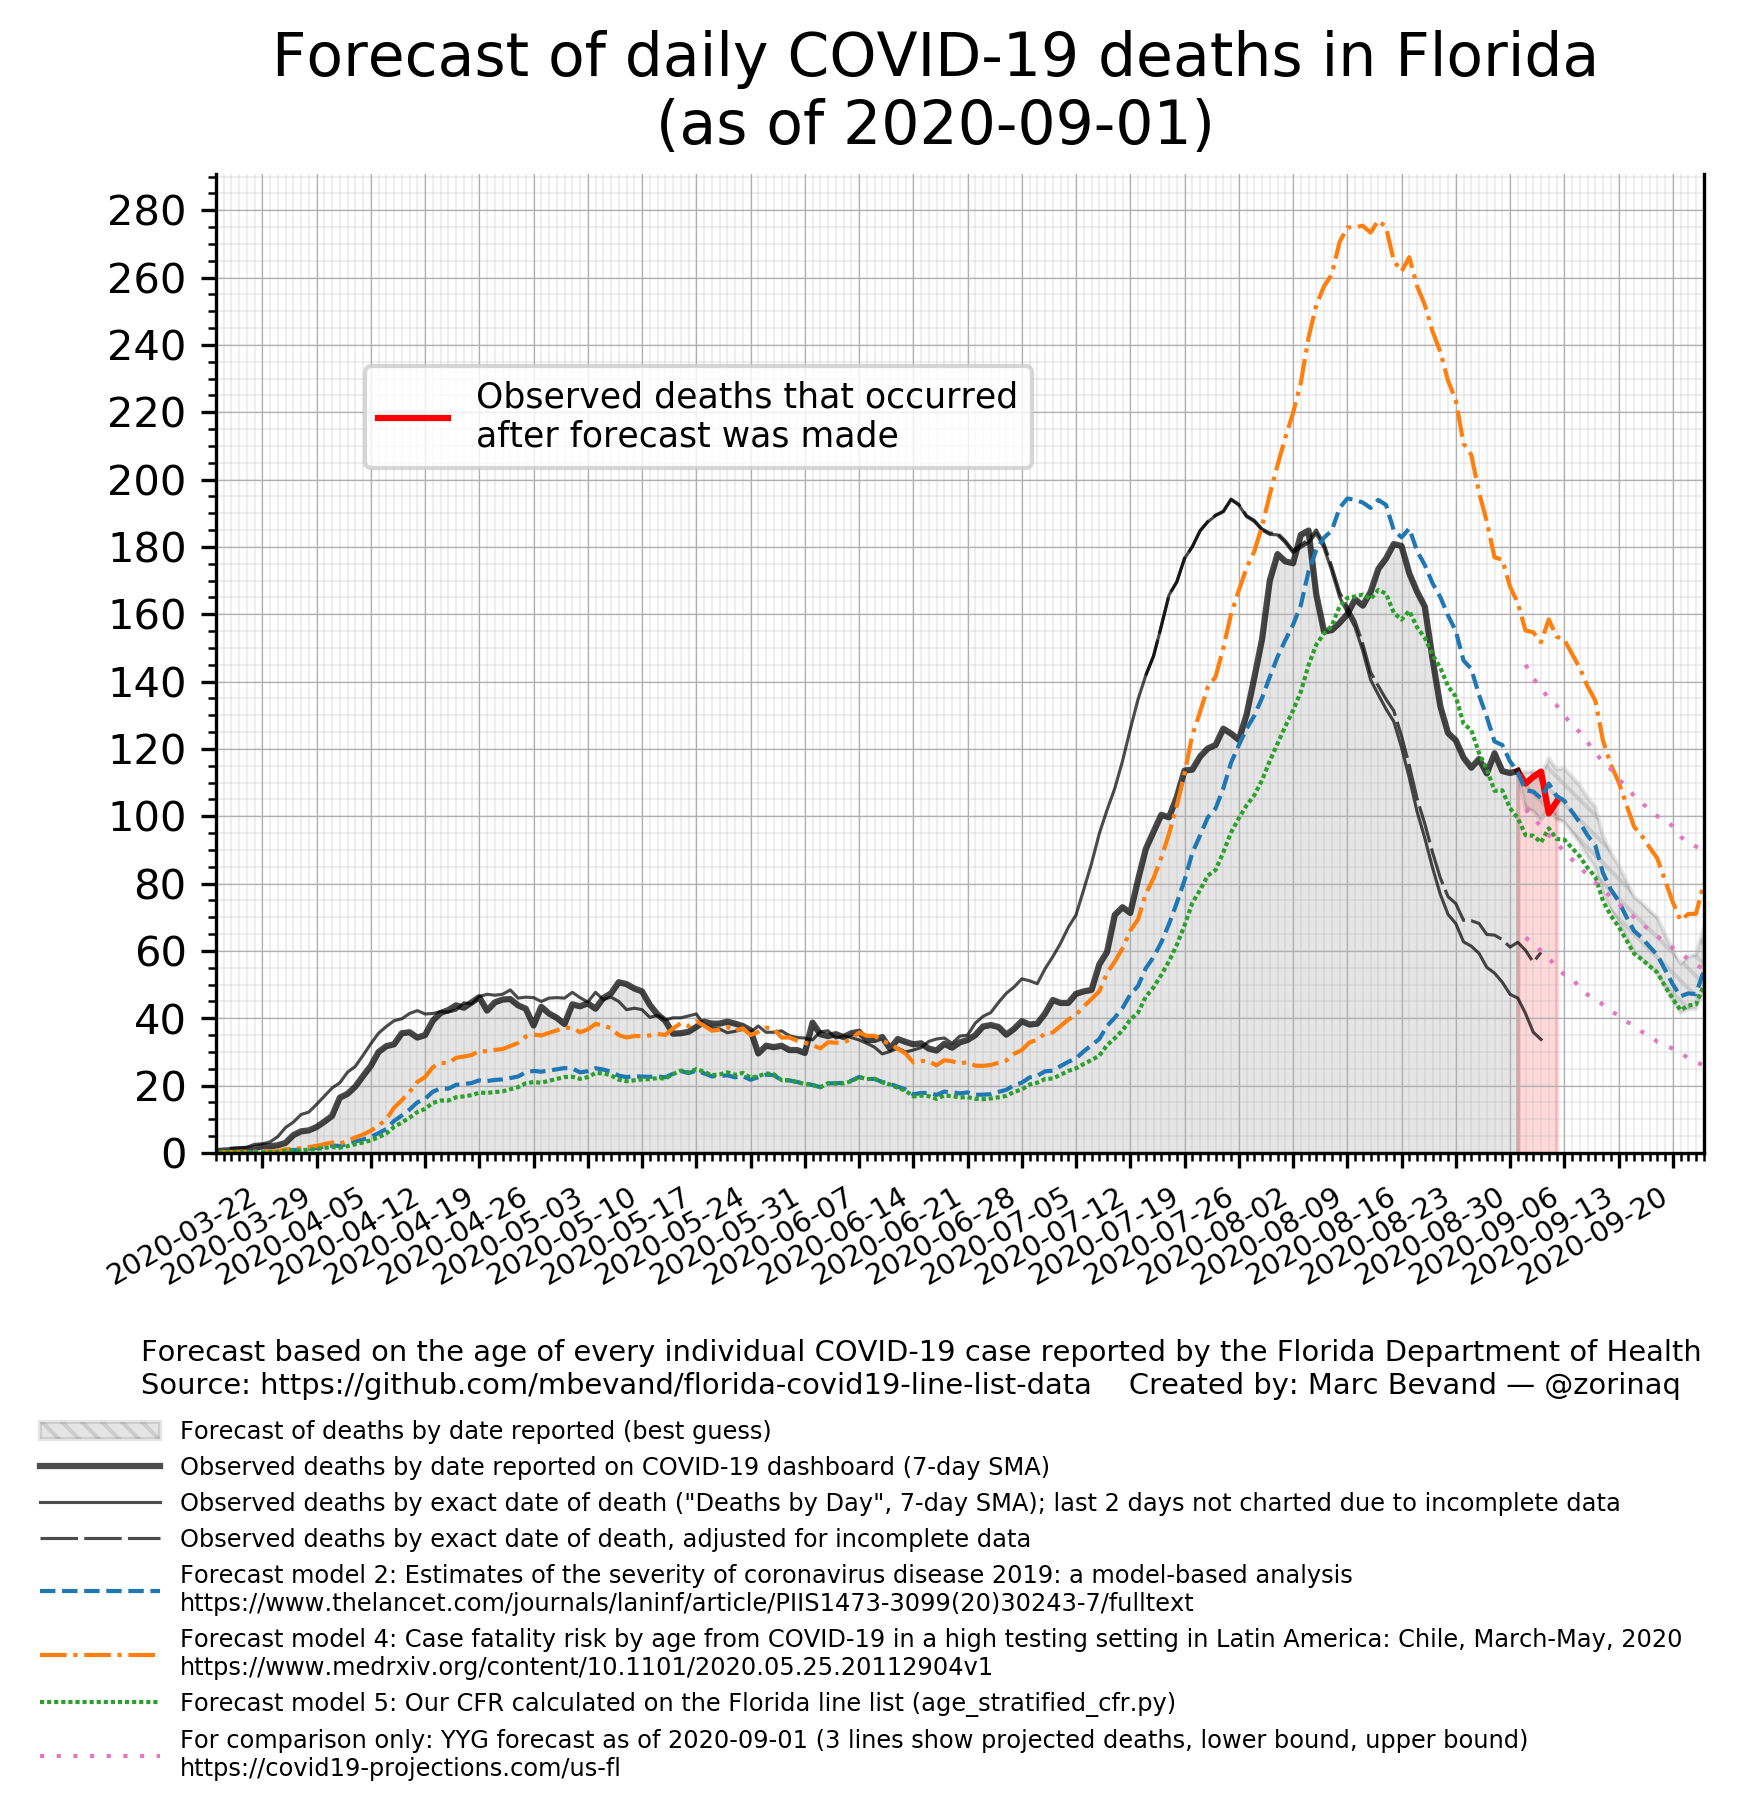 Forecast of daily COVID-19 deaths in Florida
(as of 2020-09-01)
280
260
240
220
200
180
160
140
120
100
80
60
40
20
0
Observed deaths that occurred
after forecast was made
2020-03-22
2020-03-29
2020-04-05
2020-04-12
2020-04-19
2020-04-26
2020-05-03
2020-05-10
2020-05-17
2020-05-24
2020-05-31
2020-06-07
2020-06-14
2020-06-21
2020-06-28
2020-07-05
2020-07-12
2020-07-19
2020-07-26
2020-08-02
2020-08-09
2020-08-16
2020-08-23
2020-08-30
2020-09-06
2020-09-13
2020-09-20
Forecast based on the age of every individual COVID-19 case reported by the Florida Department of Health
Source: https://github.com/mbevand/florida-covid19-line-list-data Created by: Marc Bevand — @zorinaq
Forecast of deaths by date reported (best guess)
Observed deaths by date reported on COVID-19 dashboard (7-day SMA)
Observed deaths by exact date of death ("Deaths by Day", 7-day SMA); last 2 days not charted due to incomplete data
Observed deaths by exact date of death, adjusted for incomplete data
Forecast model 2: Estimates of the severity of coronavirus disease 2019: a model-based analysis
https://www.thelancet.com/journals/laninf/article/PIIS1473-3099(20)30243-7/fulltext
Forecast model 4: Case fatality risk by age from COVID-19 in a high testing setting in Latin America: Chile, March-May, 2020
https://www.medrxiv.org/content/10.1101/2020.05.25.20112904v1
Forecast model 5: Our CFR calculated on the Florida line list (age_stratified_cfr.py)
For comparison only: YYG forecast as of 2020-09-01 (3 lines show projected deaths, lower bound, upper bound)
https://covid19-projections.com/us-fl